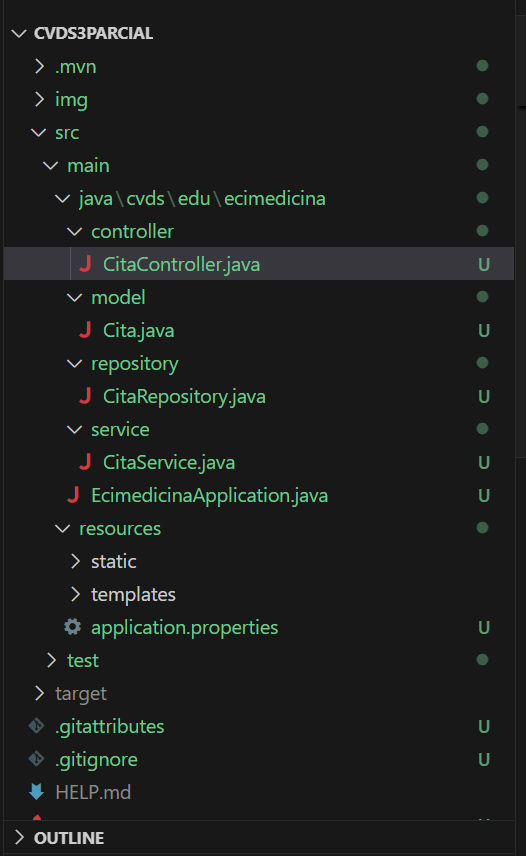 CVDS3PARCIAL
.mvn
img
src
main
java\cvds\edu\ecimedicina
controller
CitaController.java U
model
Cita.java U
repository
CitaRepository.java U
service
CitaService.java U
EcimedicinaApplication.java U
resources
static
templates
application.properties U
test
target
.gitattributes U
.gitignore U
HELP.md
OUTLINE